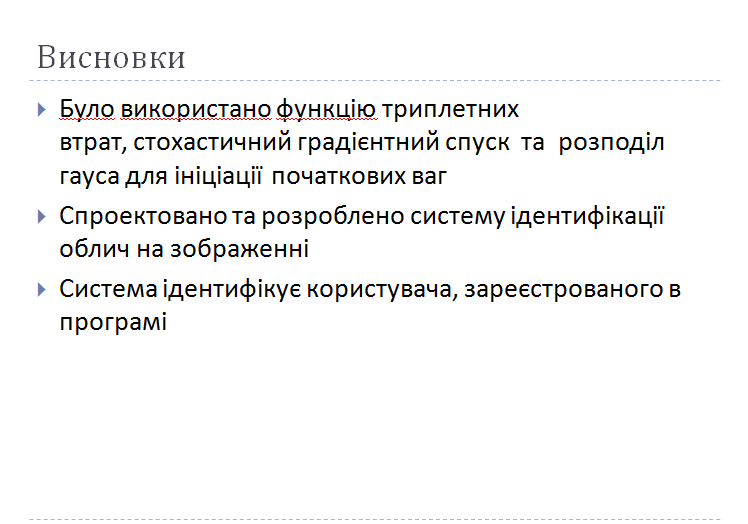 Висновки
Було використано функцію триплетних
втрат, стохастичний градієнтний спуск та розподіл
гауса для ініціації початкових ваг
Спроектовано та розроблено систему ідентифікації
облич на зображенні
Система ідентифікує користувача, зареєстрованого в
програмі